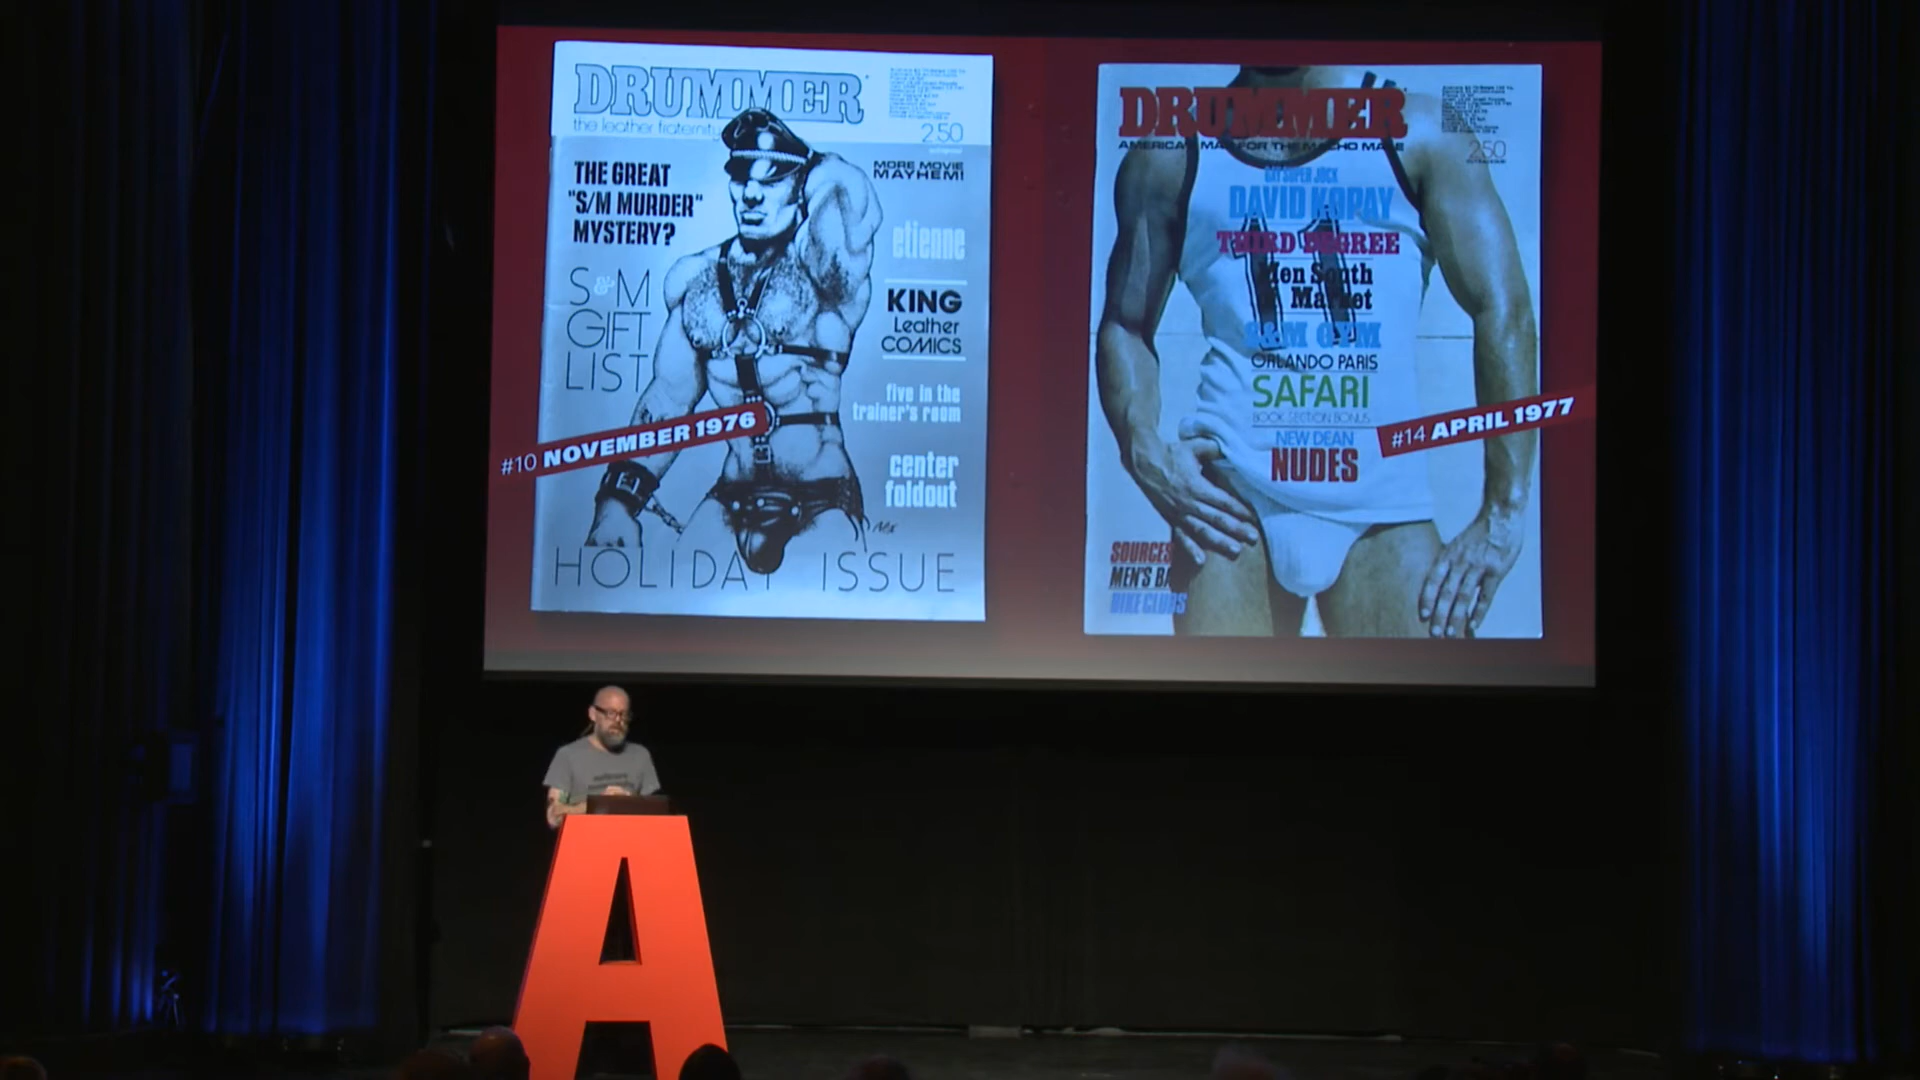 DRUMMER
the leather fraternity
2.50
THE GREAT
"S/M MURDER"
MYSTERY?
MORE MOVIE
MAYHEM!
S&M
GIFT
LIST
etienne
KING
Leather
COMICS
five in the
trainer's room
center
foldout
#10 NOVEMBER 1976
HOLIDAY ISSUE
DRUMMER
AMERICA'S MAG FOR THE MACHO MALE
2.50
GAY SUPER JOCK
DAVID KOPAY
THIRD DEGREE
11
Men South
Market
S&M GYM
ORLANDO PARIS
SAFARI
BOOK SECTION BONUS
NEW DEAN
NUDES
#14 APRIL 1977
SOURCES
MEN'S BA
BIKE CLUBS
A